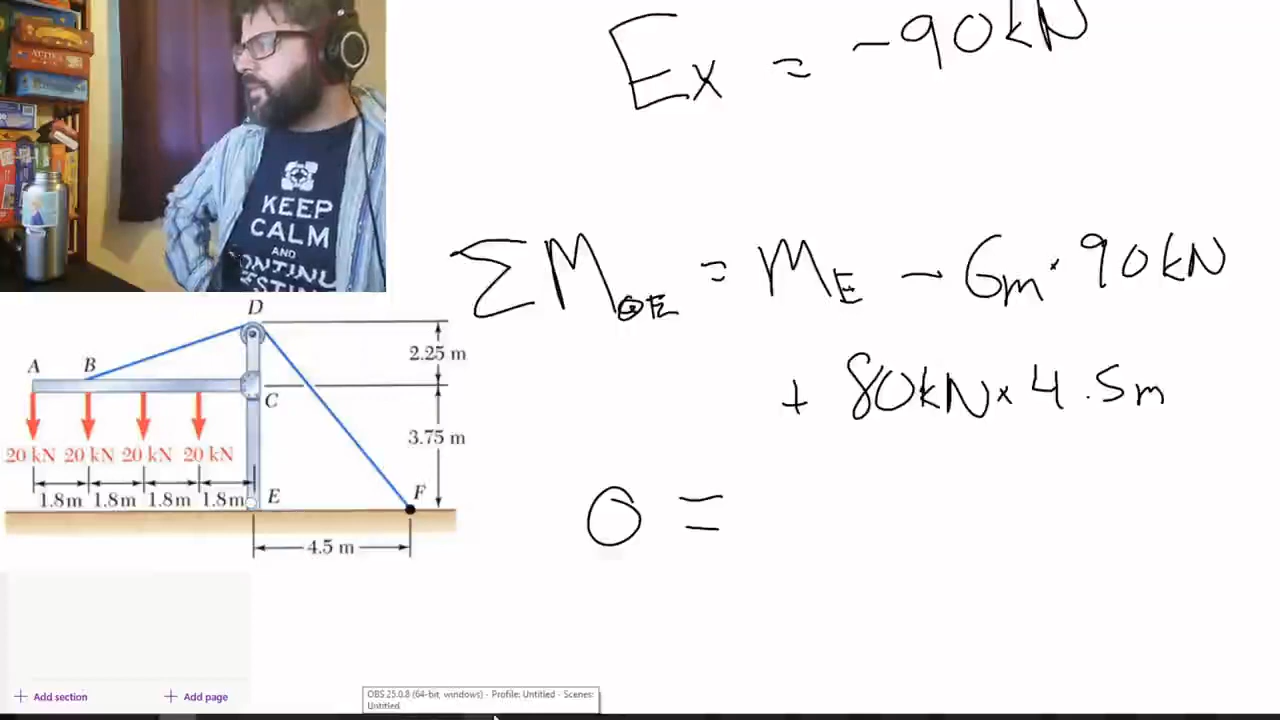 Ex = -90kN
KEEP
CALM
AND
ΣM@E = ME - 6m·90kN
+ 80kN × 4.5m
0 =
D
2.25 m
A B
C
20 kN 20 kN 20 kN 20 kN
3.75 m
1.8m 1.8m 1.8m 1.8m
E F
4.5 m
+ Add section + Add page
OBS 25.0.8 (64-bit, windows) - Profile: Untitled - Scenes:
Untitled